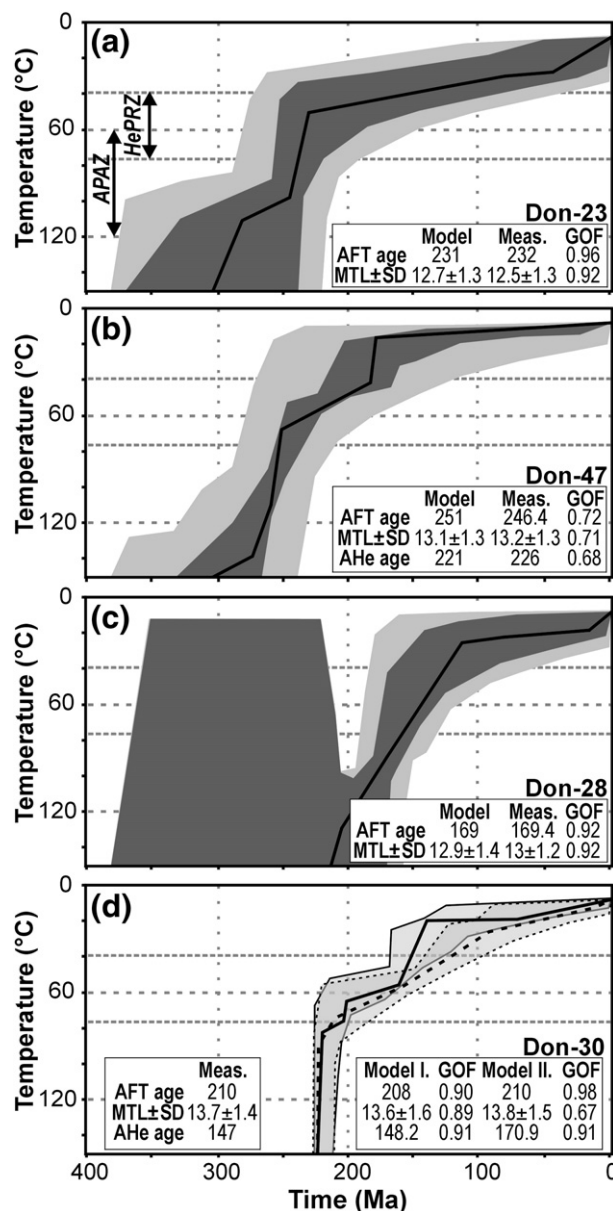 (a)
0
60
120
Temperature (°C)
HePRZ
APAZ
Don-23
Model Meas. GOF
AFT age 231 232 0.96
MTL±SD 12.7±1.3 12.5±1.3 0.92
(b)
0
60
120
Temperature (°C)
Don-47
Model Meas. GOF
AFT age 251 246.4 0.72
MTL±SD 13.1±1.3 13.2±1.3 0.71
AHe age 221 226 0.68
(c)
0
60
120
Temperature (°C)
Don-28
Model Meas. GOF
AFT age 169 169.4 0.92
MTL±SD 12.9±1.4 13±1.2 0.92
(d)
0
60
120
Temperature (°C)
Don-30
Meas.
AFT age 210
MTL±SD 13.7±1.4
AHe age 147
Model I. GOF Model II. GOF
208 0.90 210 0.98
13.6±1.6 0.89 13.8±1.5 0.67
148.2 0.91 170.9 0.91
400 300 200 100 0
Time (Ma)